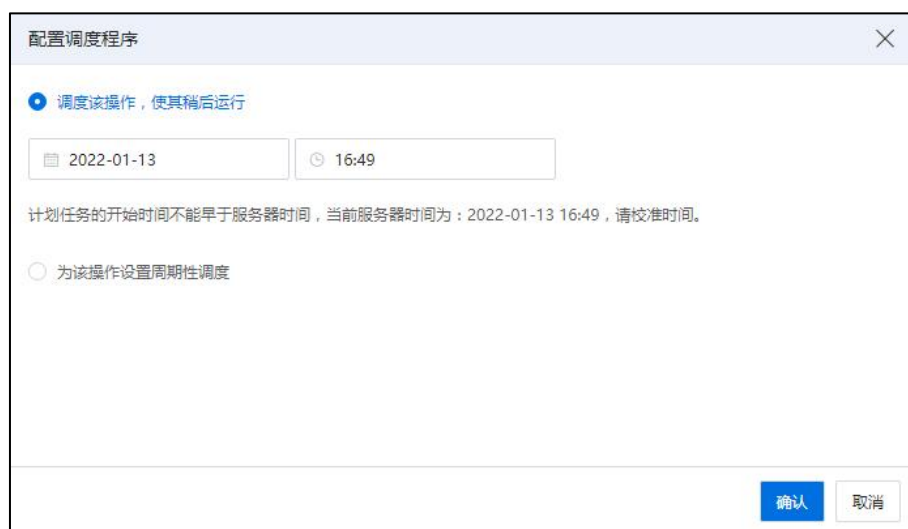 配置调度程序
调度该操作，使其稍后运行
2022-01-13 16:49
计划任务的开始时间不能早于服务器时间，当前服务器时间为：2022-01-13 16:49，请校准时间。
为该操作设置周期性调度
确认 取消